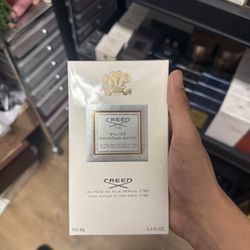 CREED
SILVER
MOUNTAIN WATER
CREED
DE PERE EN FILS DEPUIS 1760
FROM FATHER TO SON SINCE 1760
100 ML
3.3 FL.OZ.